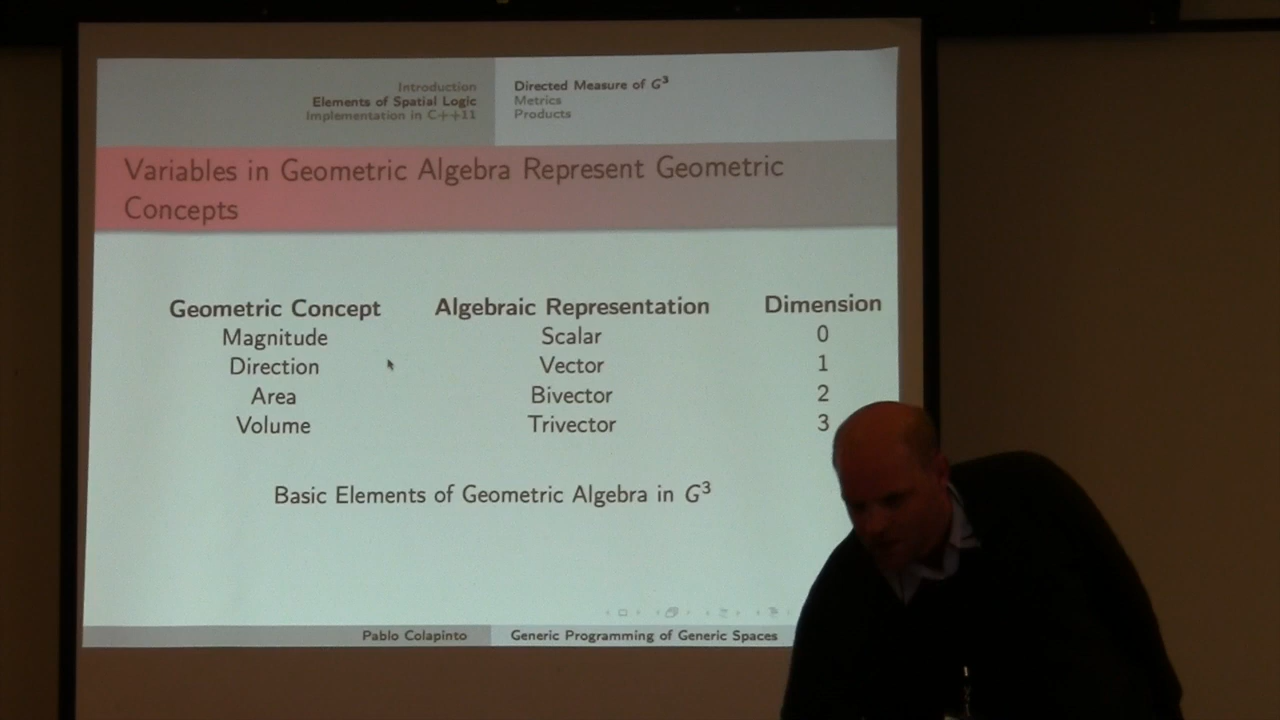 Introduction
Elements of Spatial Logic
Implementation in C++11
Directed Measure of G³
Metrics
Products
Variables in Geometric Algebra Represent Geometric
Concepts
Geometric Concept Algebraic Representation Dimension
Magnitude Scalar 0
Direction Vector 1
Area Bivector 2
Volume Trivector 3
Basic Elements of Geometric Algebra in G³
Pablo Colapinto Generic Programming of Generic Spaces